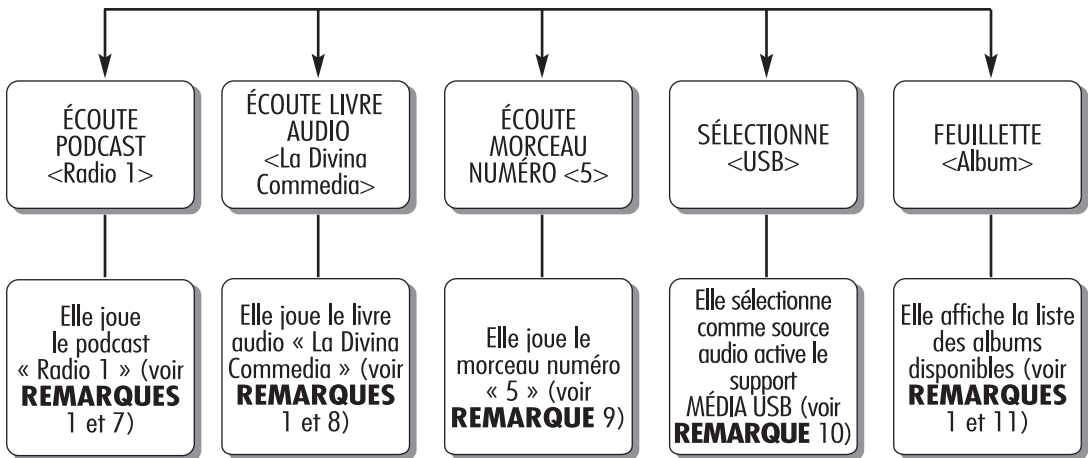 ÉCOUTE
PODCAST
<Radio 1>
ÉCOUTE LIVRE
AUDIO
<La Divina
Commedia>
ÉCOUTE
MORCEAU
NUMÉRO <5>
SÉLECTIONNE
<USB>
FEUILLETTE
<Album>
Elle joue
le podcast
« Radio 1 » (voir
REMARQUES
1 et 7)
Elle joue le livre
audio « La Divina
Commedia » (voir
REMARQUES
1 et 8)
Elle joue le
morceau numéro
« 5 » (voir
REMARQUE 9)
Elle sélectionne
comme source
audio active le
support
MÉDIA USB (voir
REMARQUE 10)
Elle affiche la liste
des albums
disponibles (voir
REMARQUES
1 et 11)